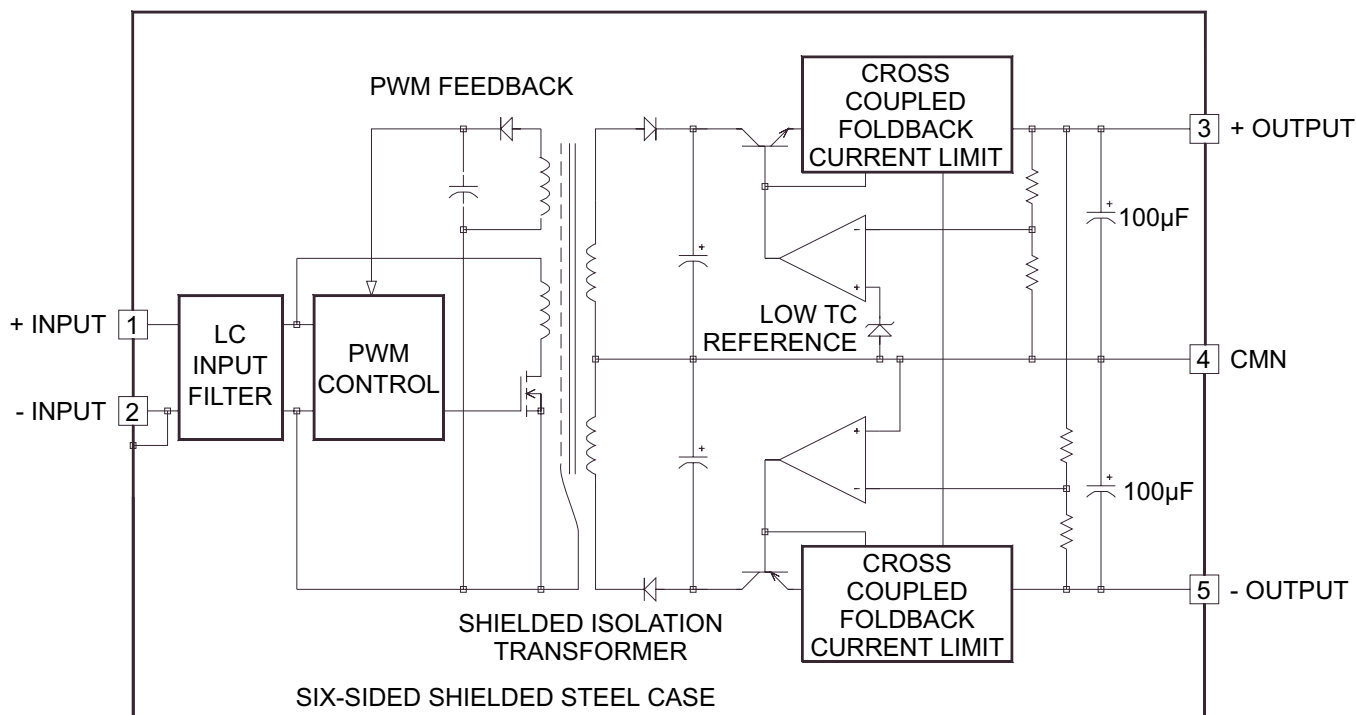 PWM FEEDBACK
CROSS
COUPLED
FOLDBACK
CURRENT LIMIT
3 + OUTPUT
+
+
100µF
-
+
+ INPUT 1
LC
INPUT
FILTER
PWM
CONTROL
LOW TC
REFERENCE
4 CMN
- INPUT 2
+
+
-
+
100µF
CROSS
COUPLED
FOLDBACK
CURRENT LIMIT
5 - OUTPUT
SHIELDED ISOLATION
TRANSFORMER
SIX-SIDED SHIELDED STEEL CASE